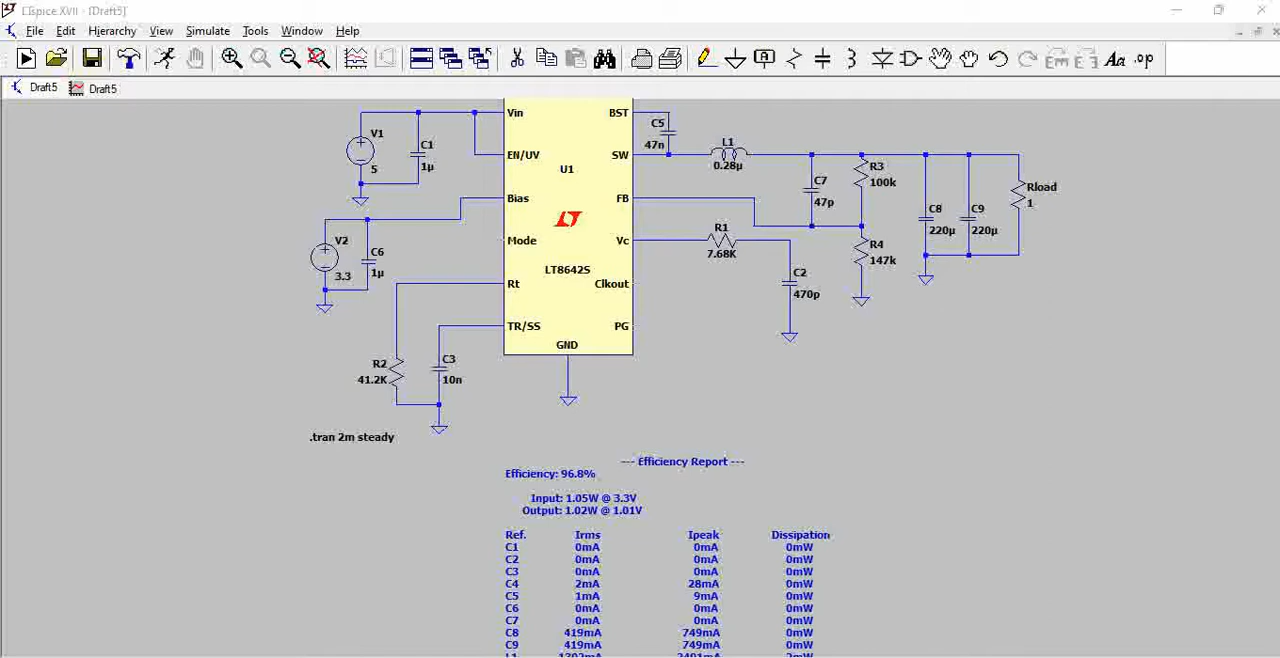 LTspice XVII - [Draft5]
File Edit Hierarchy View Simulate Tools Window Help
Aa .op
Draft5 Draft5
Vin BST
V1 C1 C5
5 1µ 47n
EN/UV SW L1
0.28µ
U1
C7 R3
47p 100k
Rload
1
Bias FB
C8 C9
220µ 220µ
V2 C6
3.3 1µ
Mode Vc R1
7.68K
R4
147k
LT8642S
C2
470p
Rt Clkout
TR/SS PG
GND
R2 C3
41.2K 10n
.tran 2m steady
--- Efficiency Report ---
Efficiency: 96.8%
Input: 1.05W @ 3.3V
Output: 1.02W @ 1.01V
Ref. Irms Ipeak Dissipation
C1 0mA 0mA 0mW
C2 0mA 0mA 0mW
C3 0mA 0mA 0mW
C4 2mA 28mA 0mW
C5 1mA 9mA 0mW
C6 0mA 0mA 0mW
C7 0mA 0mA 0mW
C8 419mA 749mA 0mW
C9 419mA 749mA 0mW